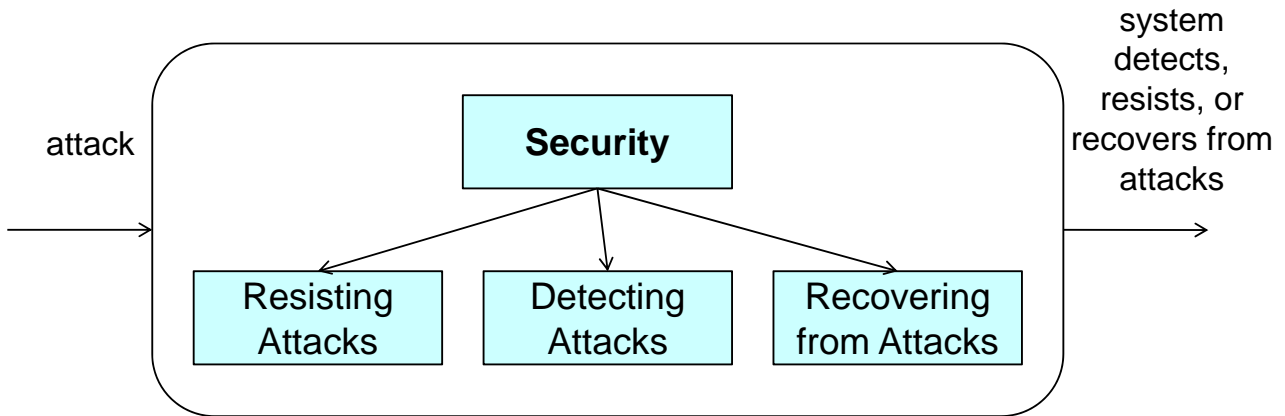 attack
Security
Resisting
Attacks
Detecting
Attacks
Recovering
from Attacks
system
detects,
resists, or
recovers from
attacks